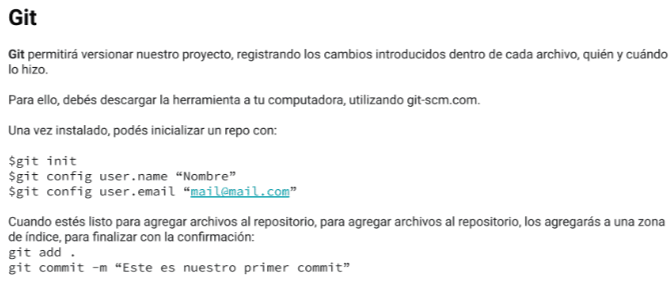 Git
Git permitirá versionar nuestro proyecto, registrando los cambios introducidos dentro de cada archivo, quién y cuándo
lo hizo.
Para ello, debés descargar la herramienta a tu computadora, utilizando git-scm.com.
Una vez instalado, podés inicializar un repo con:
$git init
$git config user.name “Nombre”
$git config user.email “mail@mail.com”
Cuando estés listo para agregar archivos al repositorio, para agregar archivos al repositorio, los agregarás a una zona
de índice, para finalizar con la confirmación:
git add .
git commit -m “Este es nuestro primer commit”